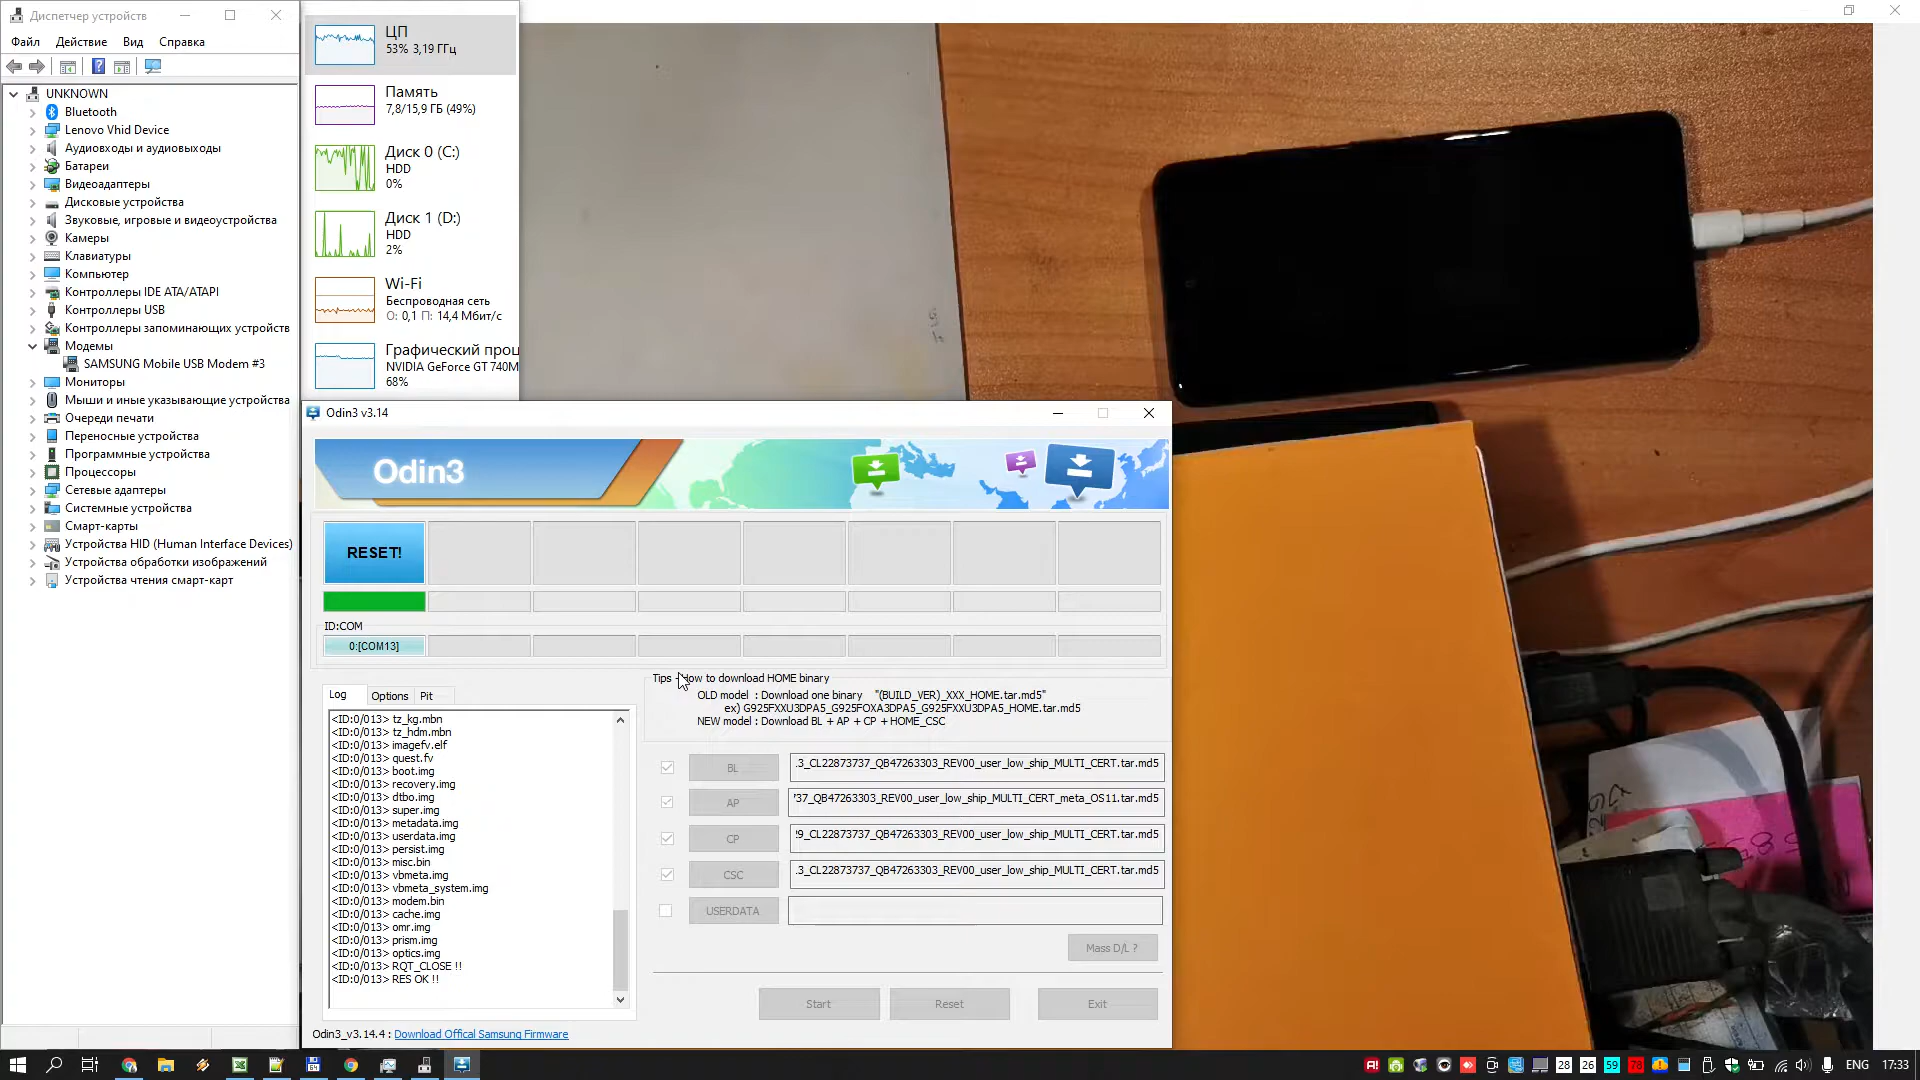 Диспетчер устройств
Файл Действие Вид Справка
UNKNOWN
Bluetooth
Lenovo Vhid Device
Аудиовходы и аудиовыходы
Батареи
Видеоадаптеры
Дисковые устройства
Звуковые, игровые и видеоустройства
Камеры
Клавиатуры
Компьютер
Контроллеры IDE ATA/ATAPI
Контроллеры USB
Контроллеры запоминающих устройств
Модемы
SAMSUNG Mobile USB Modem #3
Мониторы
Мыши и иные указывающие устройства
Очереди печати
Переносные устройства
Программные устройства
Процессоры
Сетевые адаптеры
Системные устройства
Смарт-карты
Устройства HID (Human Interface Devices)
Устройства обработки изображений
Устройства чтения смарт-карт
ЦП
53% 3,19 ГГц
Память
7,8/15,9 ГБ (49%)
Диск 0 (C:)
HDD
0%
Диск 1 (D:)
HDD
2%
Wi-Fi
Беспроводная сеть
О: 0,1 П: 14,4 Мбит/с
Графический проц
NVIDIA GeForce GT 740M
68%
Odin3 v3.14
Odin3
RESET!
ID:COM
0:[COM13]
Log Options Pit
<ID:0/013> tz_kg.mbn
<ID:0/013> tz_hdm.mbn
<ID:0/013> imagefv.elf
<ID:0/013> quest.fv
<ID:0/013> boot.img
<ID:0/013> recovery.img
<ID:0/013> dtbo.img
<ID:0/013> super.img
<ID:0/013> metadata.img
<ID:0/013> userdata.img
<ID:0/013> persist.img
<ID:0/013> misc.bin
<ID:0/013> vbmeta.img
<ID:0/013> vbmeta_system.img
<ID:0/013> modem.bin
<ID:0/013> cache.img
<ID:0/013> omr.img
<ID:0/013> prism.img
<ID:0/013> optics.img
<ID:0/013> RQT_CLOSE !!
<ID:0/013> RES OK !!
Tips - How to download HOME binary
OLD model : Download one binary "(BUILD_VER)_XXX_HOME.tar.md5"
ex) G925FXXU3DPA5_G925FOXA3DPA5_G925FXXU3DPA5_HOME.tar.md5
NEW model : Download BL + AP + CP + HOME_CSC
BL .3_CL22873737_QB47263303_REV00_user_low_ship_MULTI_CERT.tar.md5
AP '37_QB47263303_REV00_user_low_ship_MULTI_CERT_meta_OS11.tar.md5
CP !9_CL22873737_QB47263303_REV00_user_low_ship_MULTI_CERT.tar.md5
CSC .3_CL22873737_QB47263303_REV00_user_low_ship_MULTI_CERT.tar.md5
USERDATA
Mass D/L ?
Start Reset Exit
Odin3_v3.14.4 : Download Offical Samsung Firmware
28 26 59 78 ENG 17:33